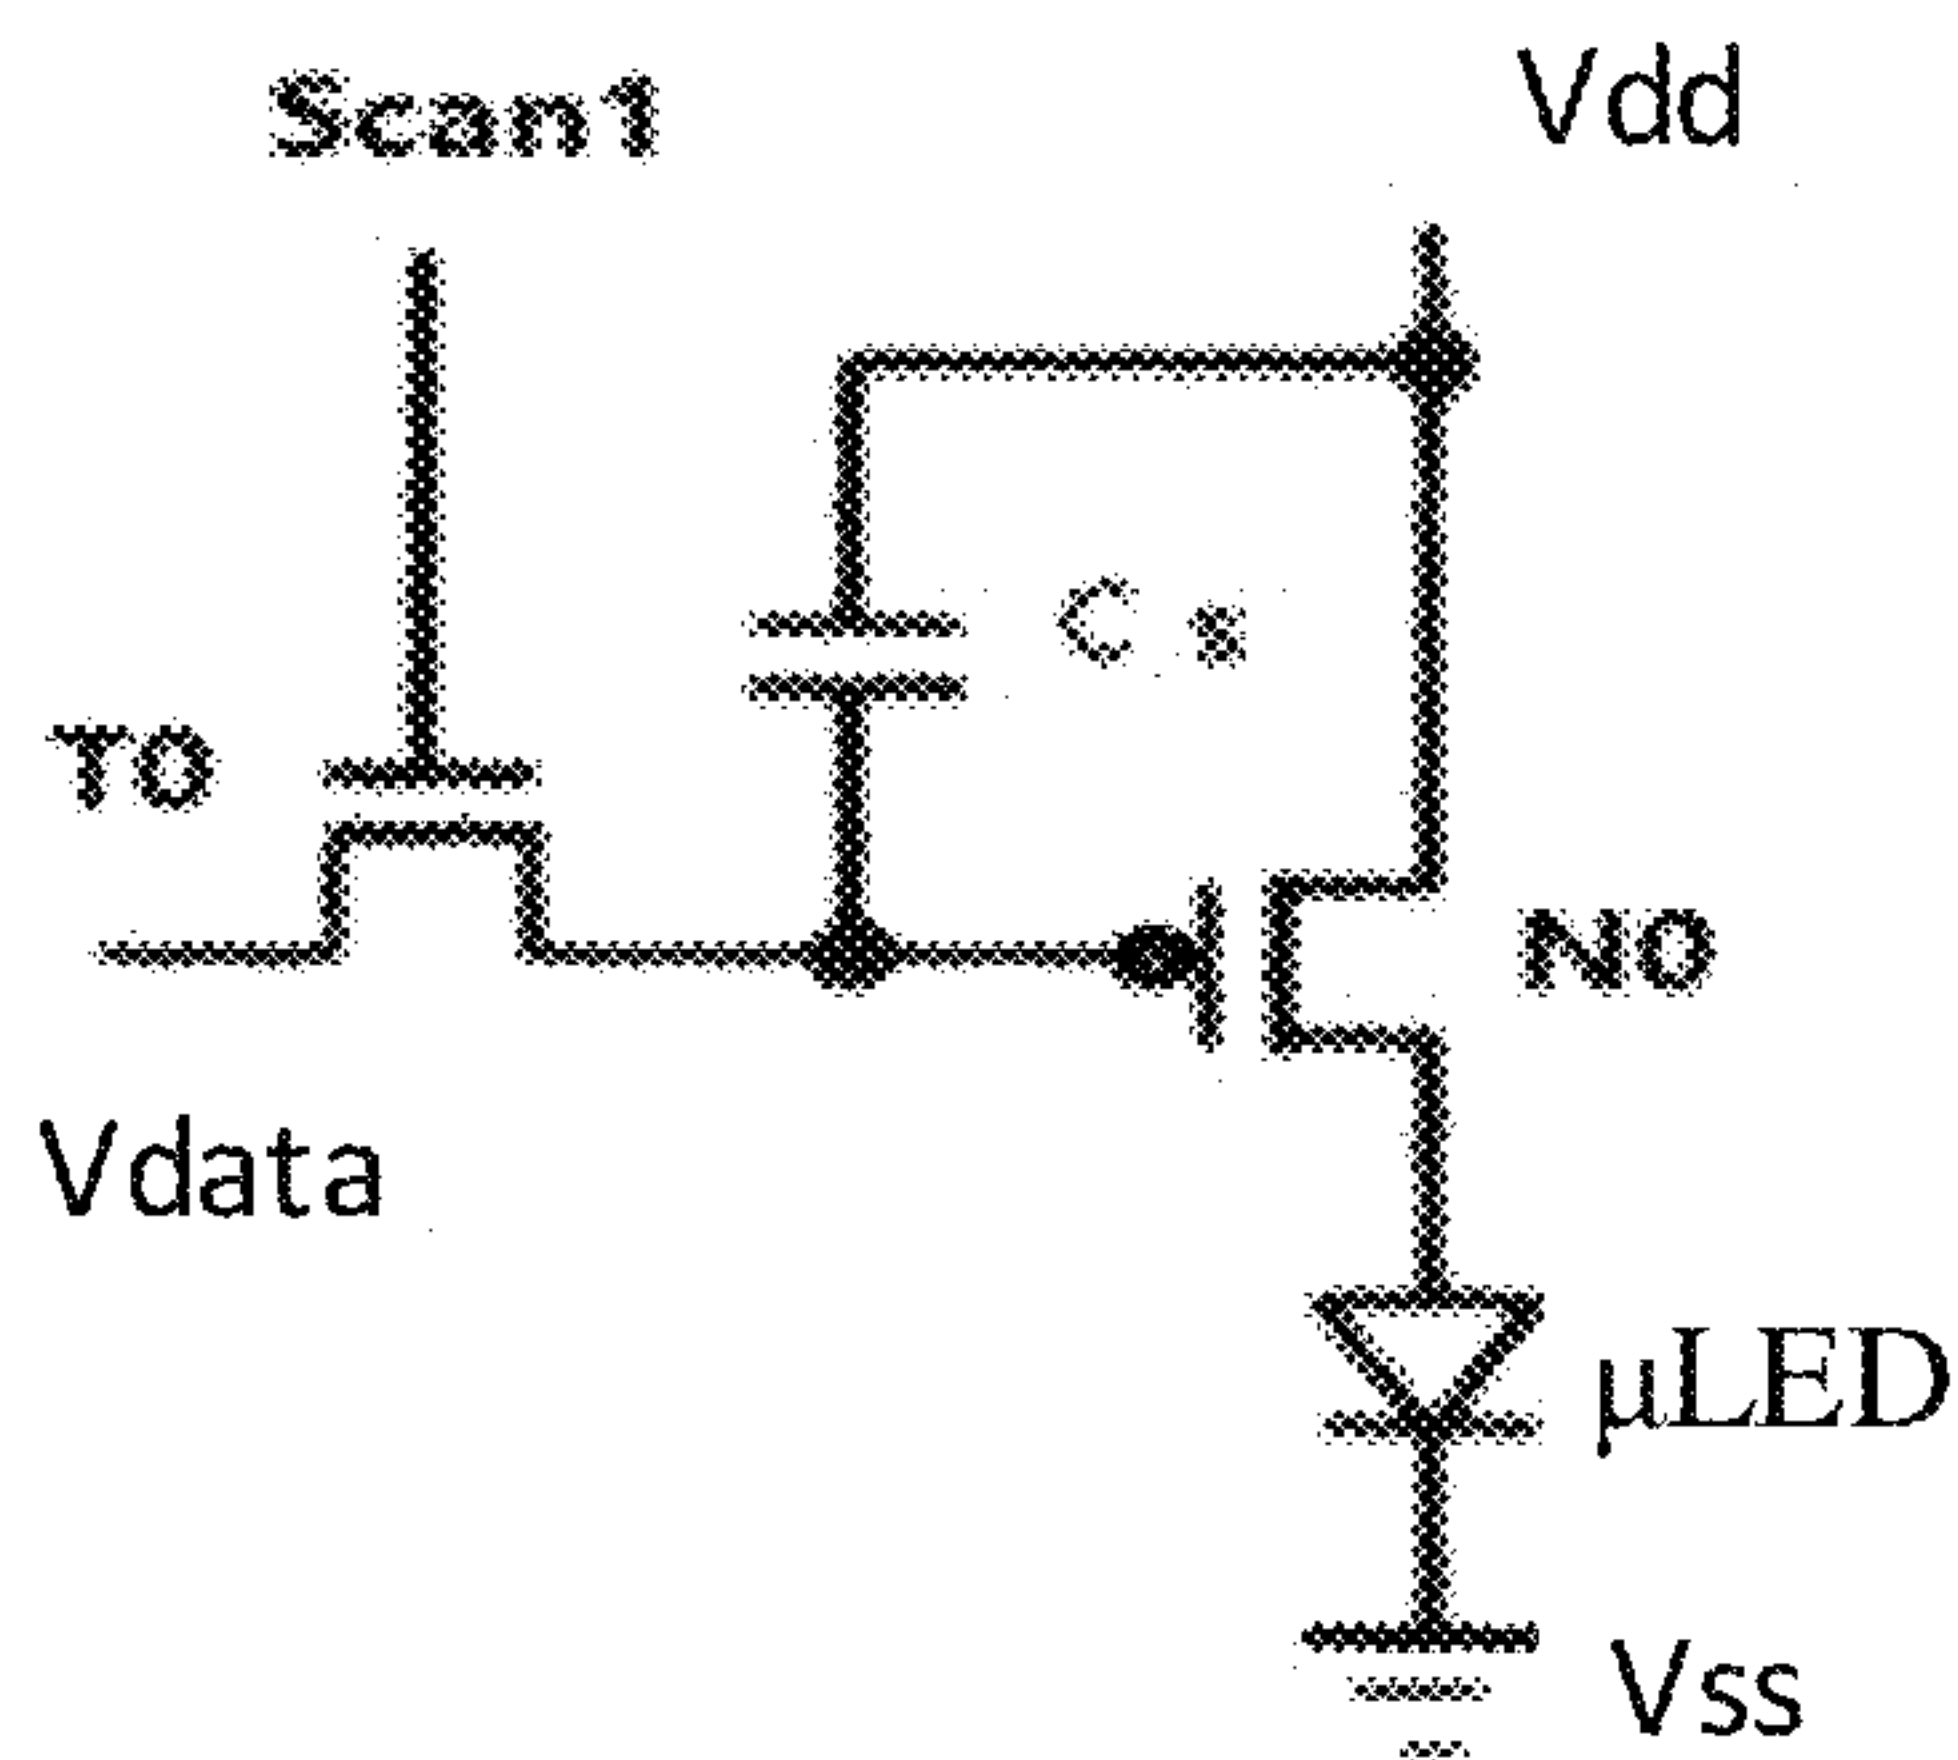 Scan1
Vdd
Cs
T0
N0
Vdata
μLED
Vss